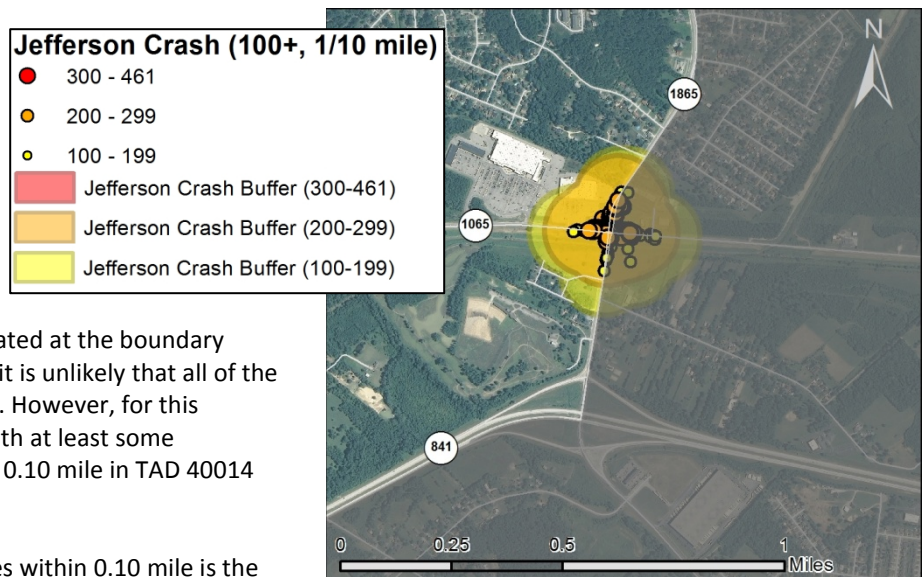 Jefferson Crash (100+, 1/10 mile)
300 - 461
200 - 299
100 - 199
Jefferson Crash Buffer (300-461)
Jefferson Crash Buffer (200-299)
Jefferson Crash Buffer (100-199)
N
1865
1065
841
0 0.25 0.5 1
Miles
ated at the boundary
it is unlikely that all of the
. However, for this
th at least some
0.10 mile in TAD 40014
es within 0.10 mile is the